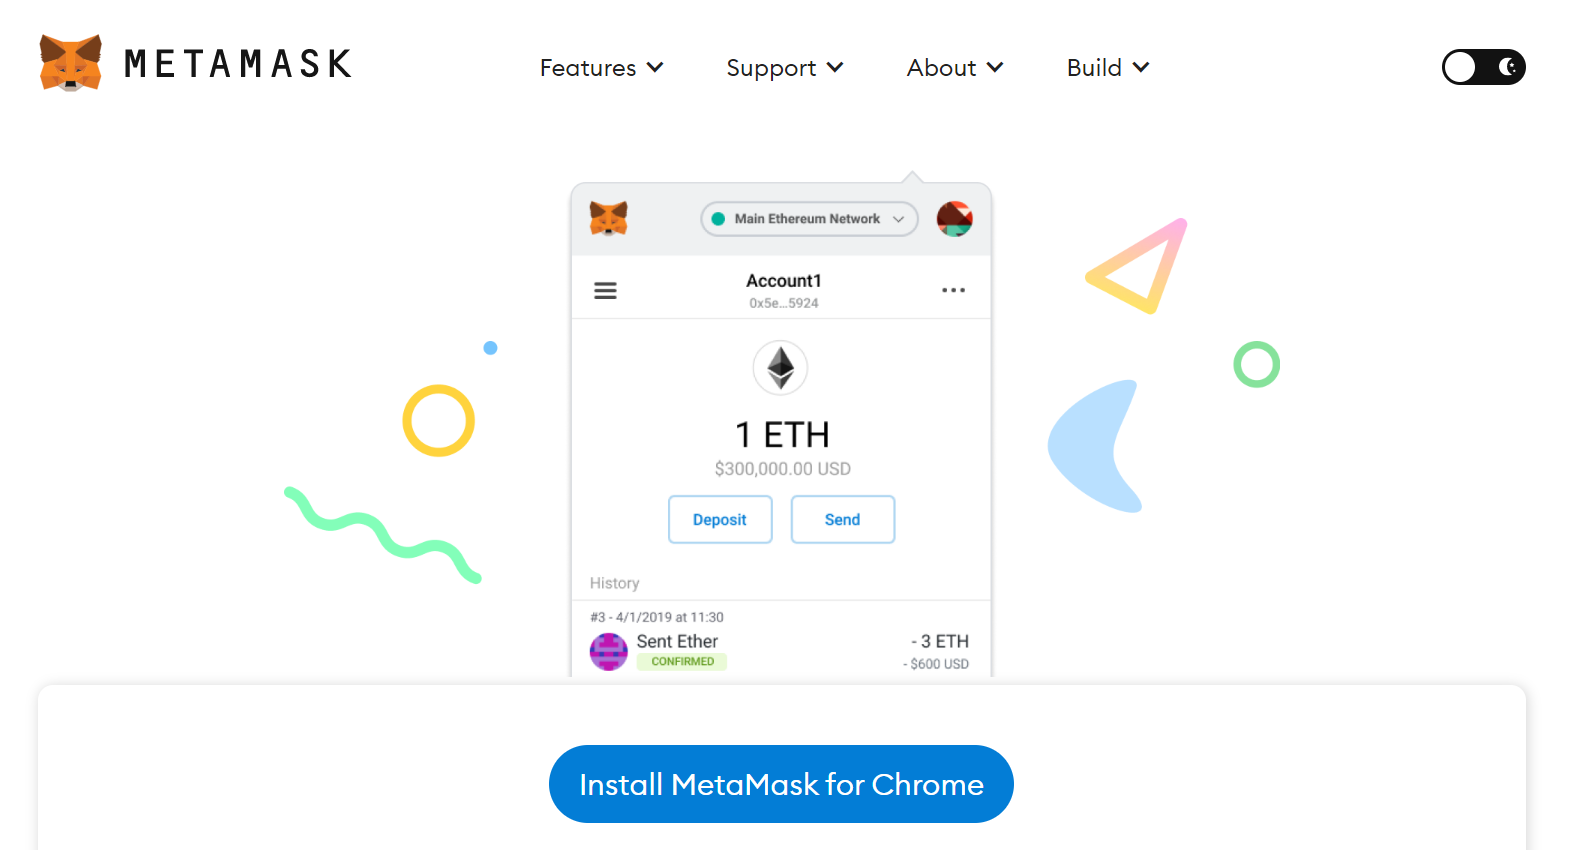 METAMASK
Features
Support
About
Build
Main Ethereum Network
Account1
0x5e...5924
1 ETH
$300,000.00 USD
Deposit
Send
History
#3 - 4/1/2019 at 11:30
Sent Ether
- 3 ETH
CONFIRMED
- $600 USD
Install MetaMask for Chrome